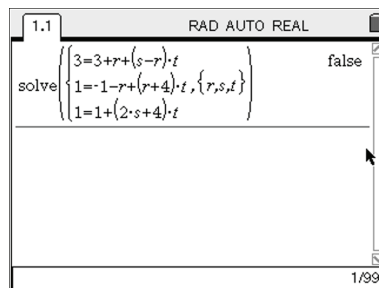 1.1 RAD AUTO REAL
3=3+r+(s-r)·t
solve({1=-1-r+(r+4)·t ,{r,s,t}) false
1=1+(2·s+4)·t
1/99